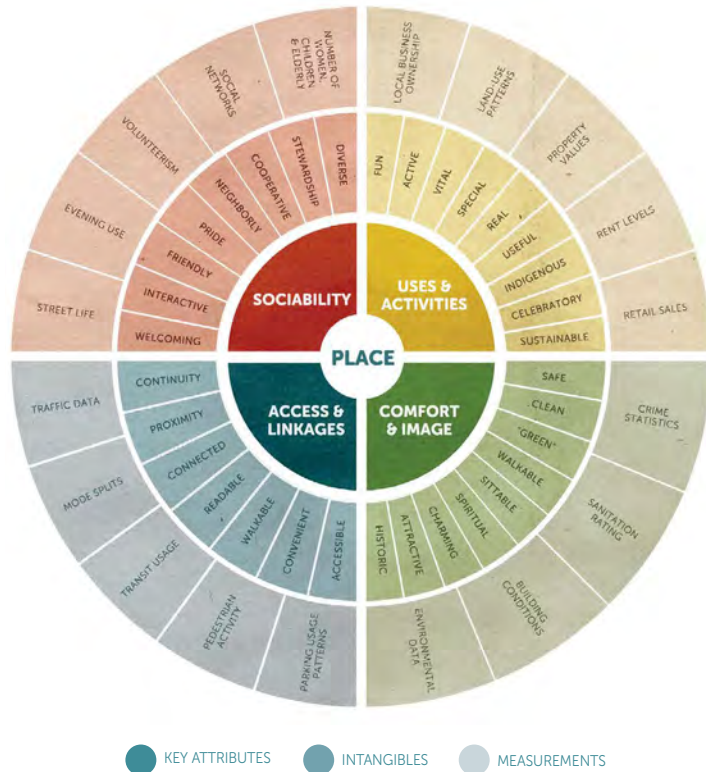 NUMBER OF
WOMEN,
CHILDREN
& ELDERLY
SOCIAL
NETWORKS
VOLUNTEERISM
EVENING USE
STREET LIFE
LOCAL BUSINESS
OWNERSHIP
LAND-USE
PATTERNS
PROPERTY
VALUES
RENT LEVELS
RETAIL SALES
DIVERSE
STEWARDSHIP
COOPERATIVE
NEIGHBORLY
PRIDE
FRIENDLY
INTERACTIVE
WELCOMING
FUN
ACTIVE
VITAL
SPECIAL
REAL
USEFUL
INDIGENOUS
CELEBRATORY
SUSTAINABLE
SOCIABILITY
USES &
ACTIVITIES
PLACE
ACCESS &
LINKAGES
COMFORT
& IMAGE
CONTINUITY
PROXIMITY
CONNECTED
READABLE
WALKABLE
CONVENIENT
ACCESSIBLE
SAFE
CLEAN
"GREEN"
WALKABLE
SITTABLE
SPIRITUAL
CHARMING
ATTRACTIVE
HISTORIC
TRAFFIC DATA
MODE SPLITS
TRANSIT USAGE
PEDESTRIAN
ACTIVITY
PARKING USAGE
PATTERNS
CRIME
STATISTICS
SANITATION
RATING
BUILDING
CONDITIONS
ENVIRONMENTAL
DATA
KEY ATTRIBUTES
INTANGIBLES
MEASUREMENTS